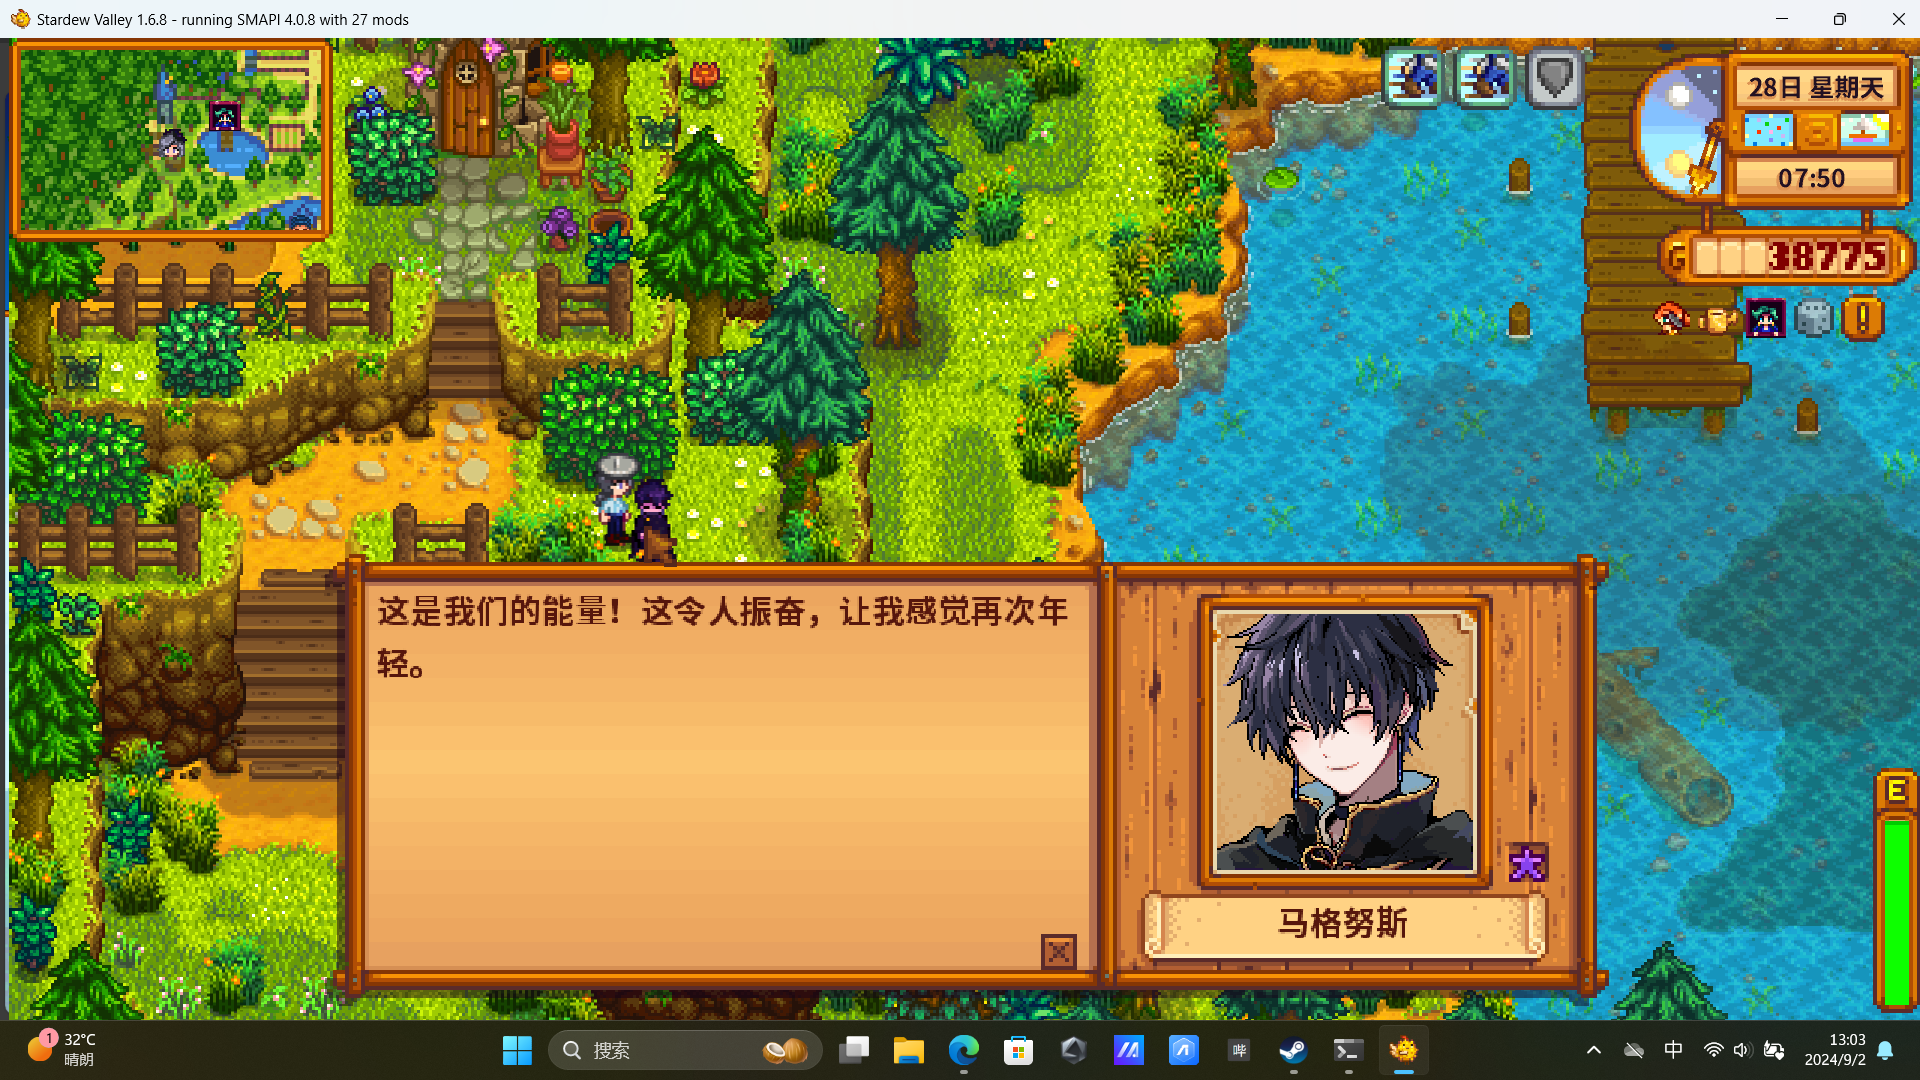 Stardew Valley 1.6.8 - running SMAPI 4.0.8 with 27 mods
28日 星期天
07:50
G 38775
这是我们的能量！这令人振奋，让我感觉再次年
轻。
马格努斯
E
1
32°C
晴朗
搜索
哔
中
13:03
2024/9/2